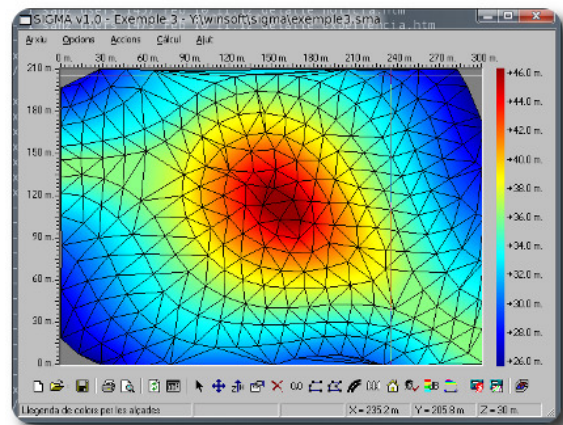 SIGMA v1.0 - Exemple 3 - Y:\winsoft\sigma\exemple3.sma
Arxiu Opcions Accions Càlcul Ajut
0 m. 30 m. 60 m. 90 m. 120 m. 150 m. 180 m. 210 m. 240 m. 270 m. 300 m.
210 m.
180 m.
150 m.
120 m.
90 m.
60 m.
30 m.
0 m.
+46.0 m.
+44.0 m.
+42.0 m.
+40.0 m.
+38.0 m.
+36.0 m.
+34.0 m.
+32.0 m.
+30.0 m.
+28.0 m.
+26.0 m.
Llegenda de colors per les alçades X = 235.2 m Y = 205.8 m Z = 30 m.